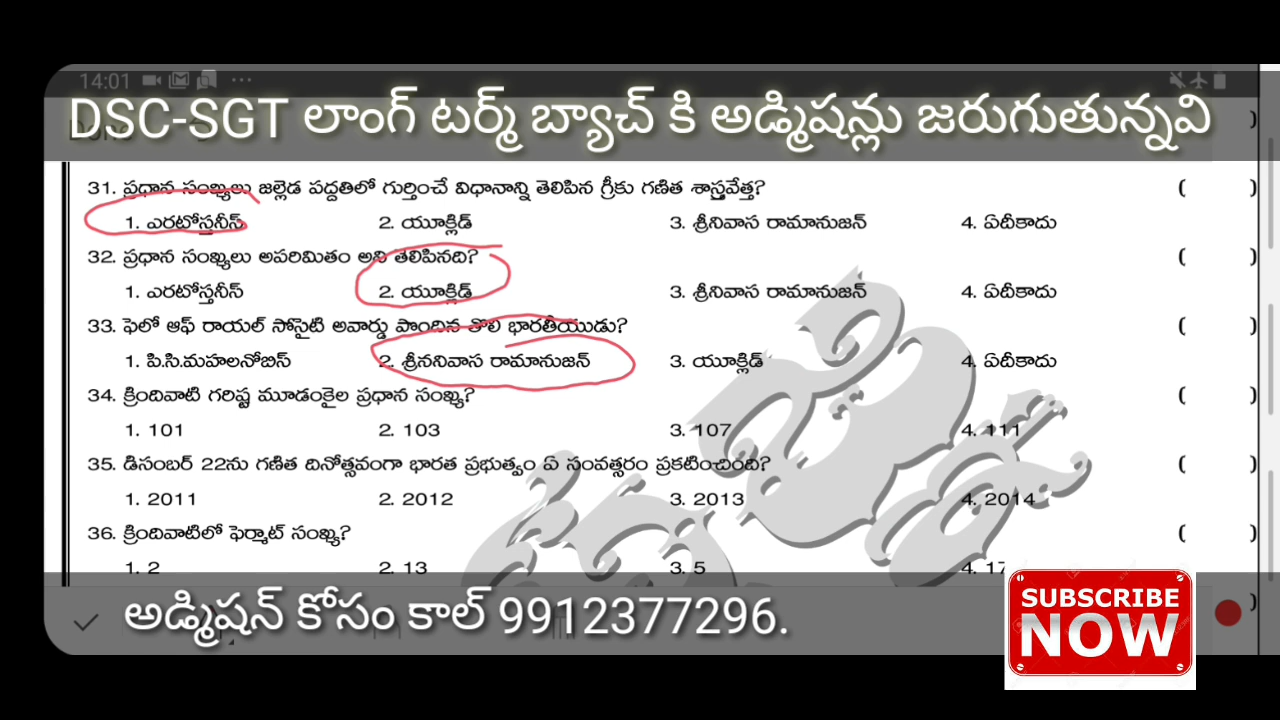 14:01
DSC-SGT లాంగ్ టర్మ్ బ్యాచ్ కి అడ్మిషన్లు జరుగుతున్నవి
31. ప్రధాన సంఖ్యలు జల్లెడ పద్దతిలో గుర్తించే విధానాన్ని తెలిపిన గ్రీకు గణిత శాస్త్రవేత్త? ( )
1. ఎరటోస్తనీస్ 2. యూక్లిడ్ 3. శ్రీనివాస రామానుజన్ 4. ఏదీకాదు
32. ప్రధాన సంఖ్యలు అపరిమితం అని తెలిపినది? ( )
1. ఎరటోస్తనీస్ 2. యూక్లిడ్ 3. శ్రీనివాస రామానుజన్ 4. ఏదీకాదు
33. ఫెలో ఆఫ్ రాయల్ సోసైటి అవార్డు పొందిన తొలి భారతీయుడు? ( )
1. పి.సి.మహలనోబిస్ 2. శ్రీననివాస రామానుజన్ 3. యూక్లిడ్ 4. ఏదీకాదు
34. క్రిందివాటి గరిష్ట మూడంకెల ప్రధాన సంఖ్య? ( )
1. 101 2. 103 3. 107 4. 111
35. డిసంబర్ 22ను గణిత దినోత్సవంగా భారత ప్రభుత్వం ఏ సంవత్సరం ప్రకటించింది? ( )
1. 2011 2. 2012 3. 2013 4. 2014
36. క్రిందివాటిలో ఫెర్మాట్ సంఖ్య? ( )
1. 2 2. 13 3. 5 4. 17
అడ్మిషన్ కోసం కాల్ 9912377296.
SUBSCRIBE
NOW